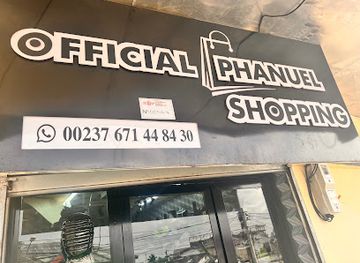 OFFICIAL PHANUEL
SHOPPING
00237 671 44 84 30